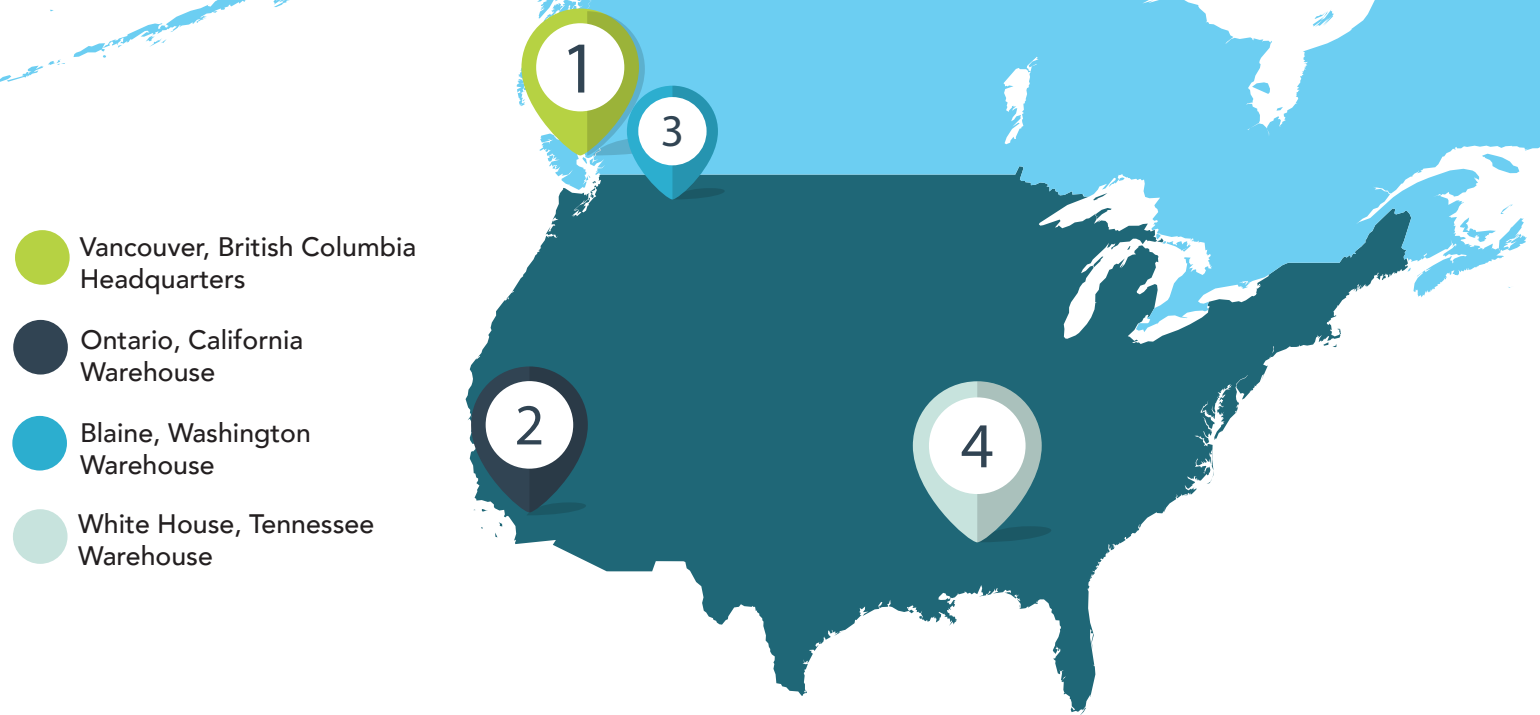 1
3
Vancouver, British Columbia
Headquarters
Ontario, California
Warehouse
2
Blaine, Washington
Warehouse
4
White House, Tennessee
Warehouse